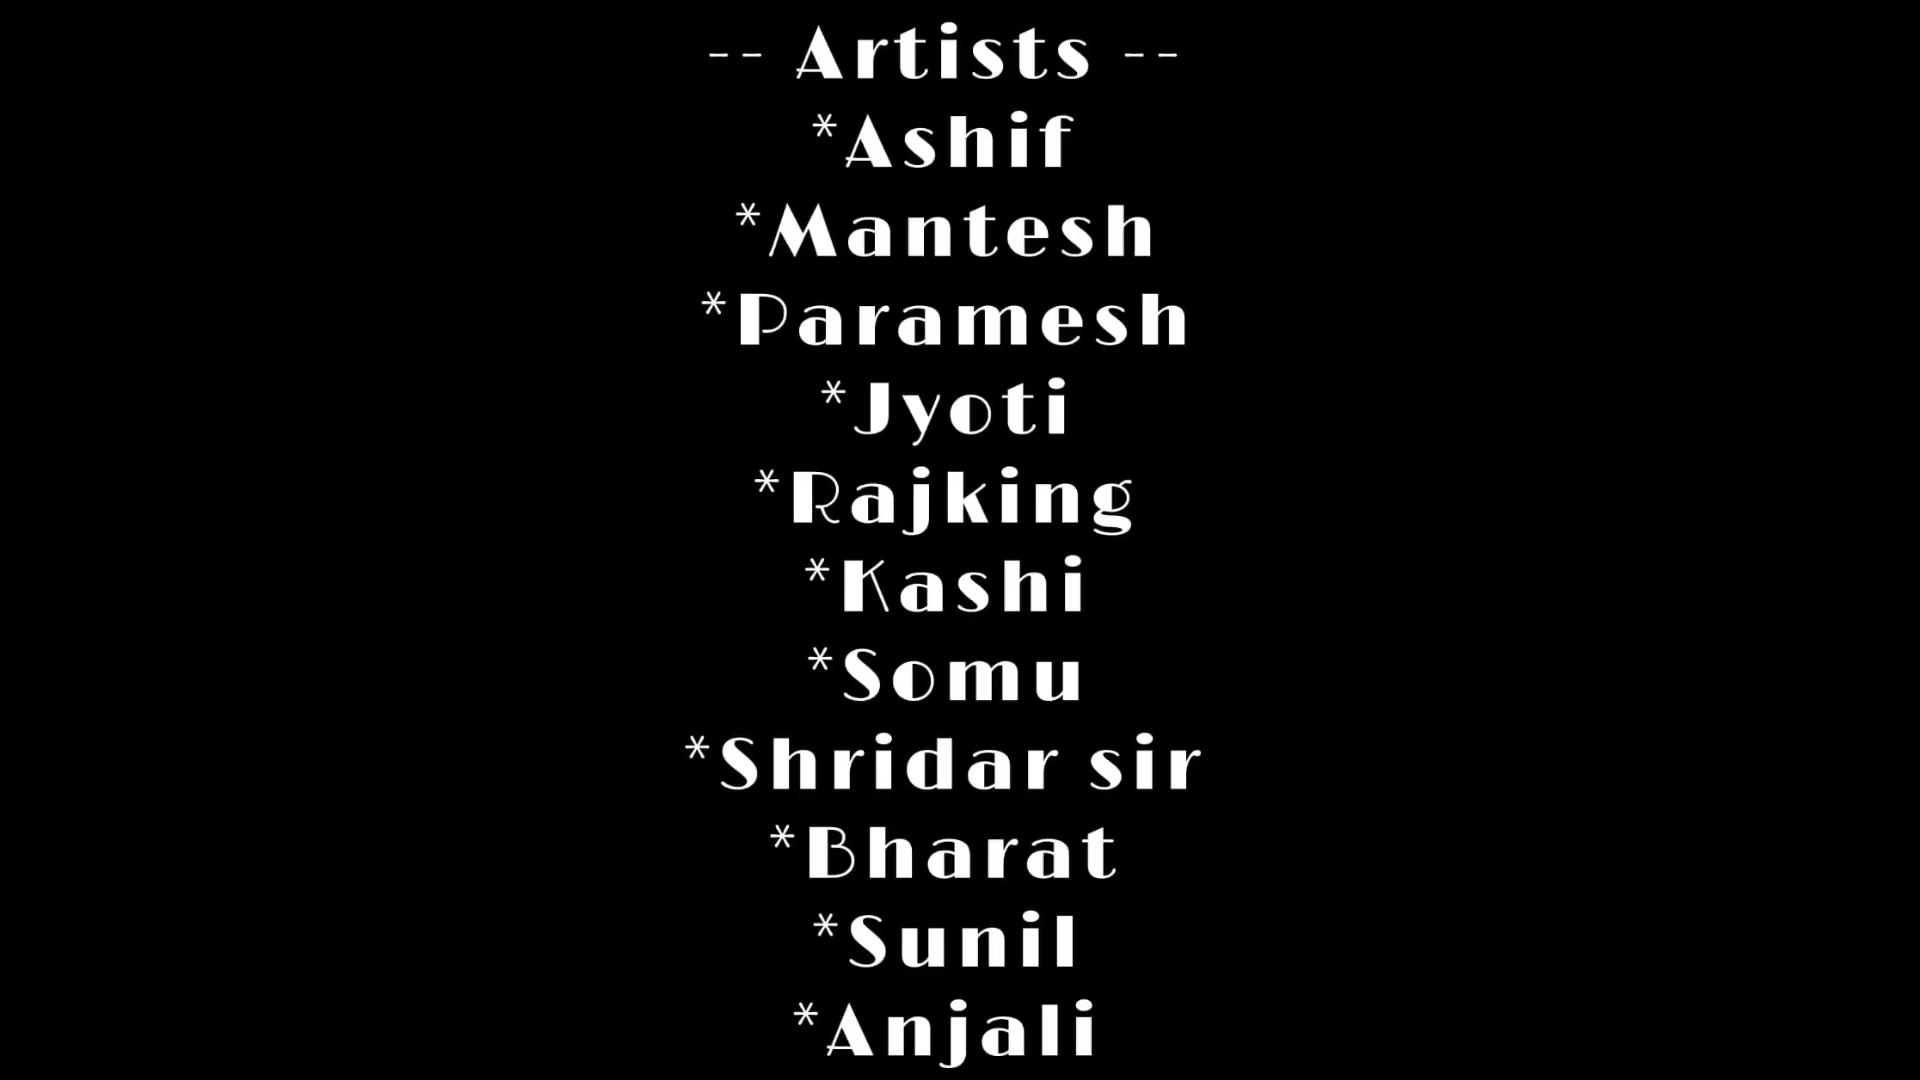 -- Artists --
*Ashif
*Mantesh
*Paramesh
*Jyoti
*Rajking
*Kashi
*Somu
*Shridar sir
*Bharat
*Sunil
*Anjali